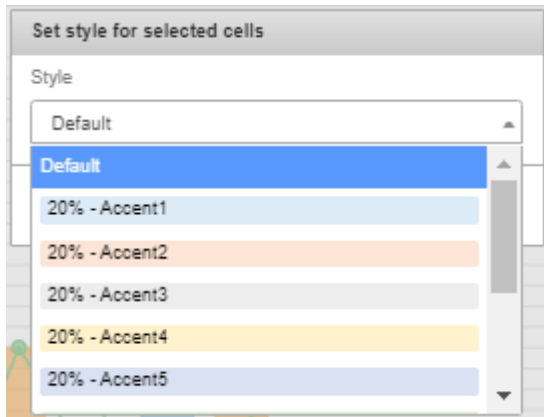 Set style for selected cells
Style
Default
Default
20% - Accent1
20% - Accent2
20% - Accent3
20% - Accent4
20% - Accent5